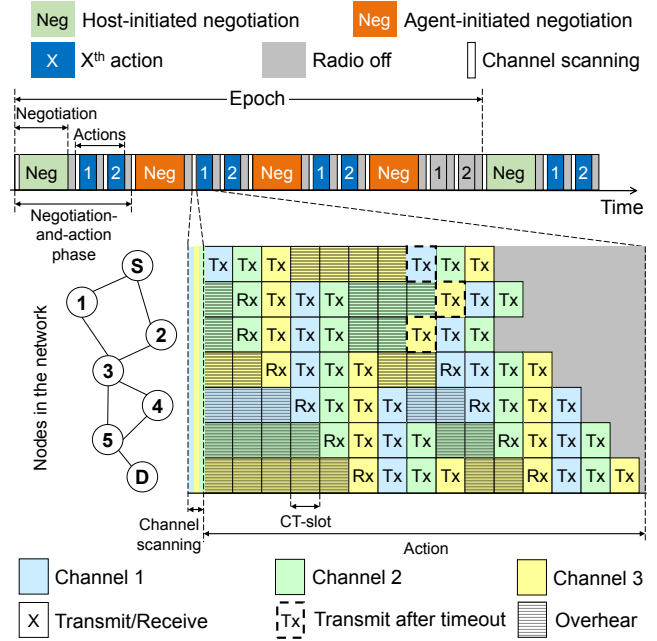 Neg Host-initiated negotiation Neg Agent-initiated negotiation
X Xth action Radio off Channel scanning
Epoch
Negotiation
Actions
Neg 1 2 Neg 1 2 Neg 1 2 Neg 1 2 Neg 1 2
Time
Negotiation-
and-action
phase
Nodes in the network
S
1
2
3
4
5
D
Tx Tx Tx Tx Tx Tx
Rx Tx Tx Tx Tx Tx Tx
Rx Tx Tx Tx Tx Tx Tx
Rx Tx Tx Tx Rx Tx Tx Tx
Rx Tx Tx Tx Rx Tx Tx Tx
Rx Tx Tx Tx Rx Tx Tx Tx
Rx Tx Tx Tx Rx Tx Tx Tx
Channel
scanning
CT-slot
Action
Channel 1 Channel 2 Channel 3
X Transmit/Receive Tx Transmit after timeout Overhear